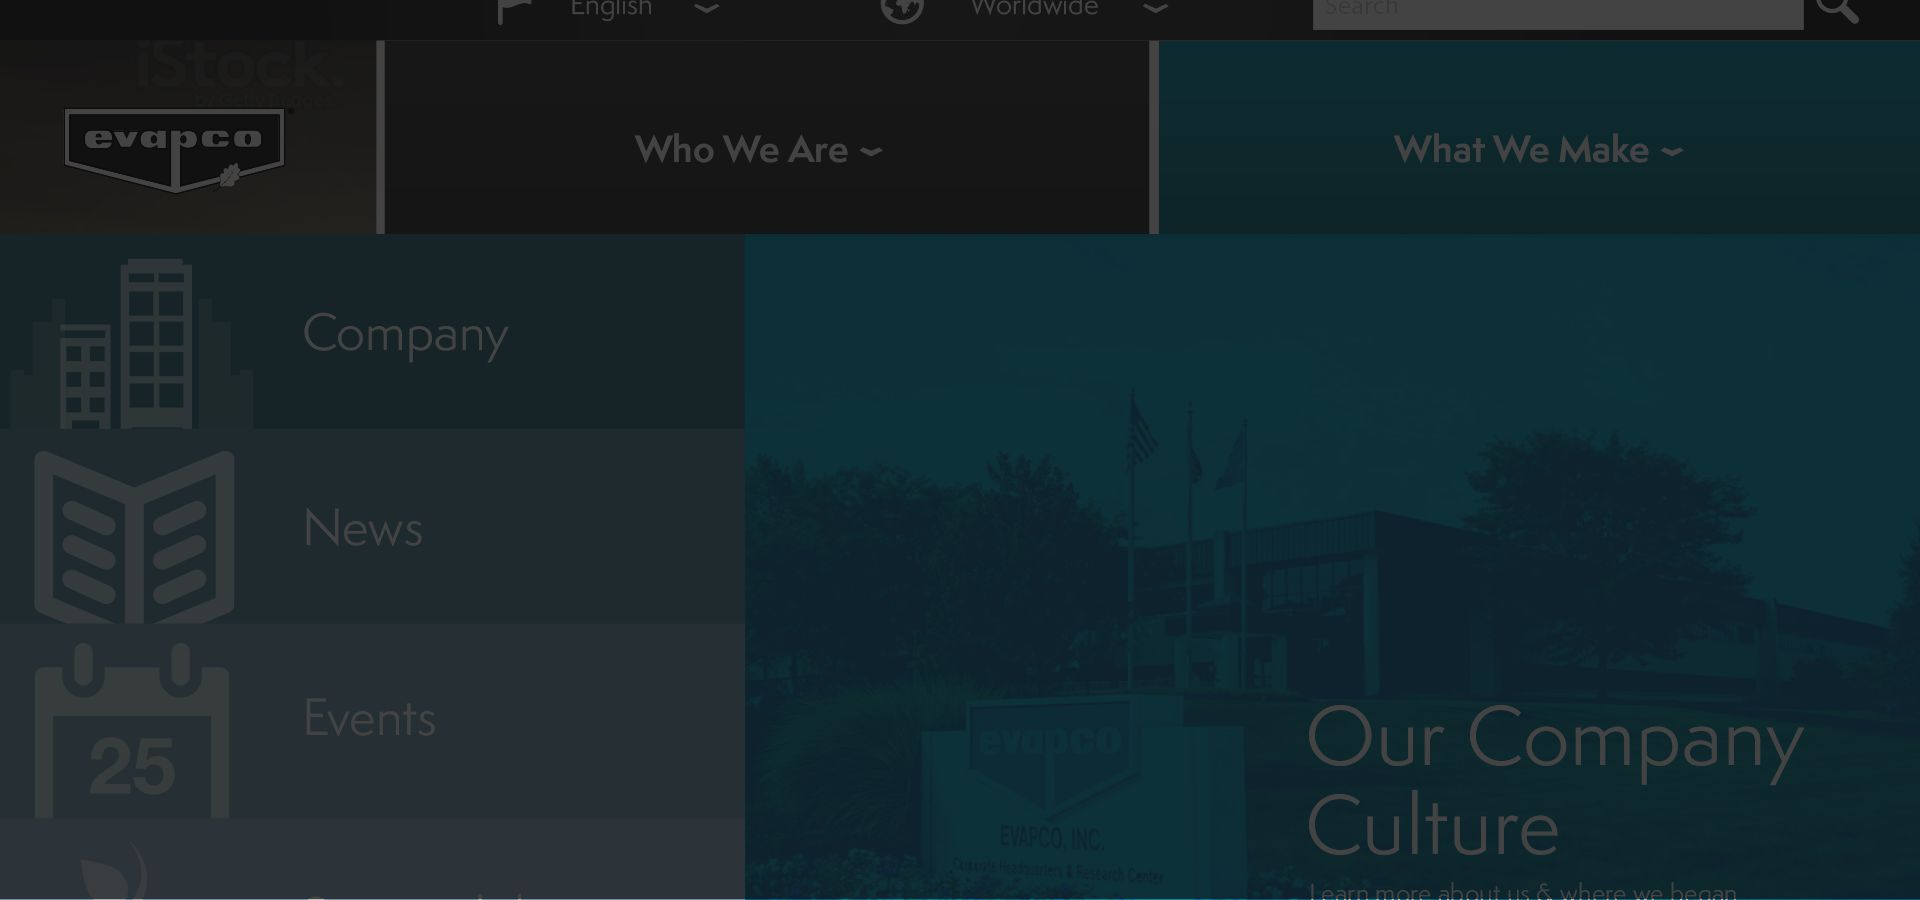 English
Worldwide
Search
iStock.
by Getty Images
evapco
Who We Are
What We Make
Company
News
Events
25
evapco
EVAPCO, INC.
Corporate Headquarters & Research Center
Our Company
Culture
Learn more about us & where we began